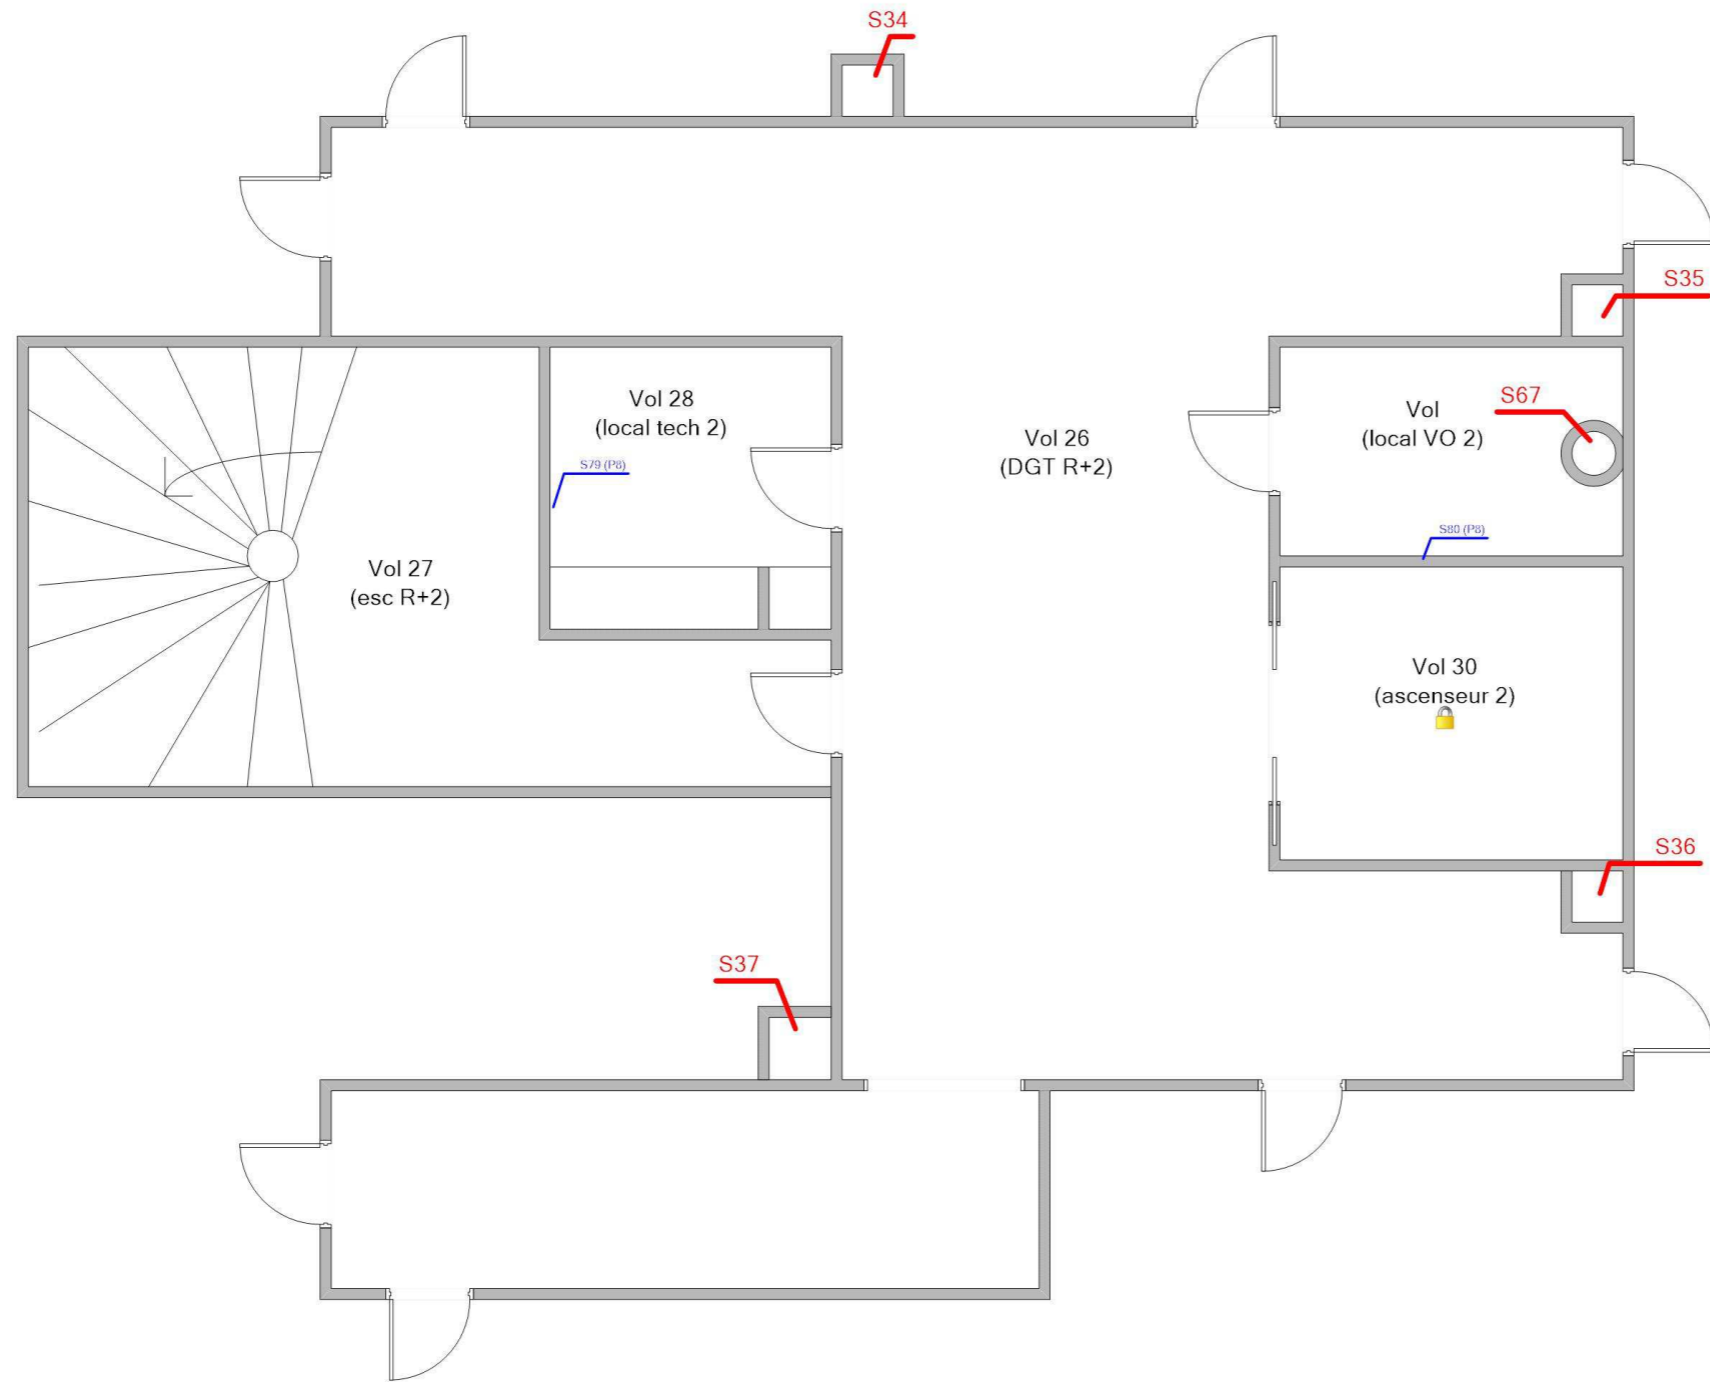 S34
S35
Vol 28
(local tech 2)
S67
Vol
(local VO 2)
Vol 26
(DGT R+2)
S79 (P8)
S80 (P8)
Vol 27
(esc R+2)
Vol 30
(ascenseur 2)
S36
S37